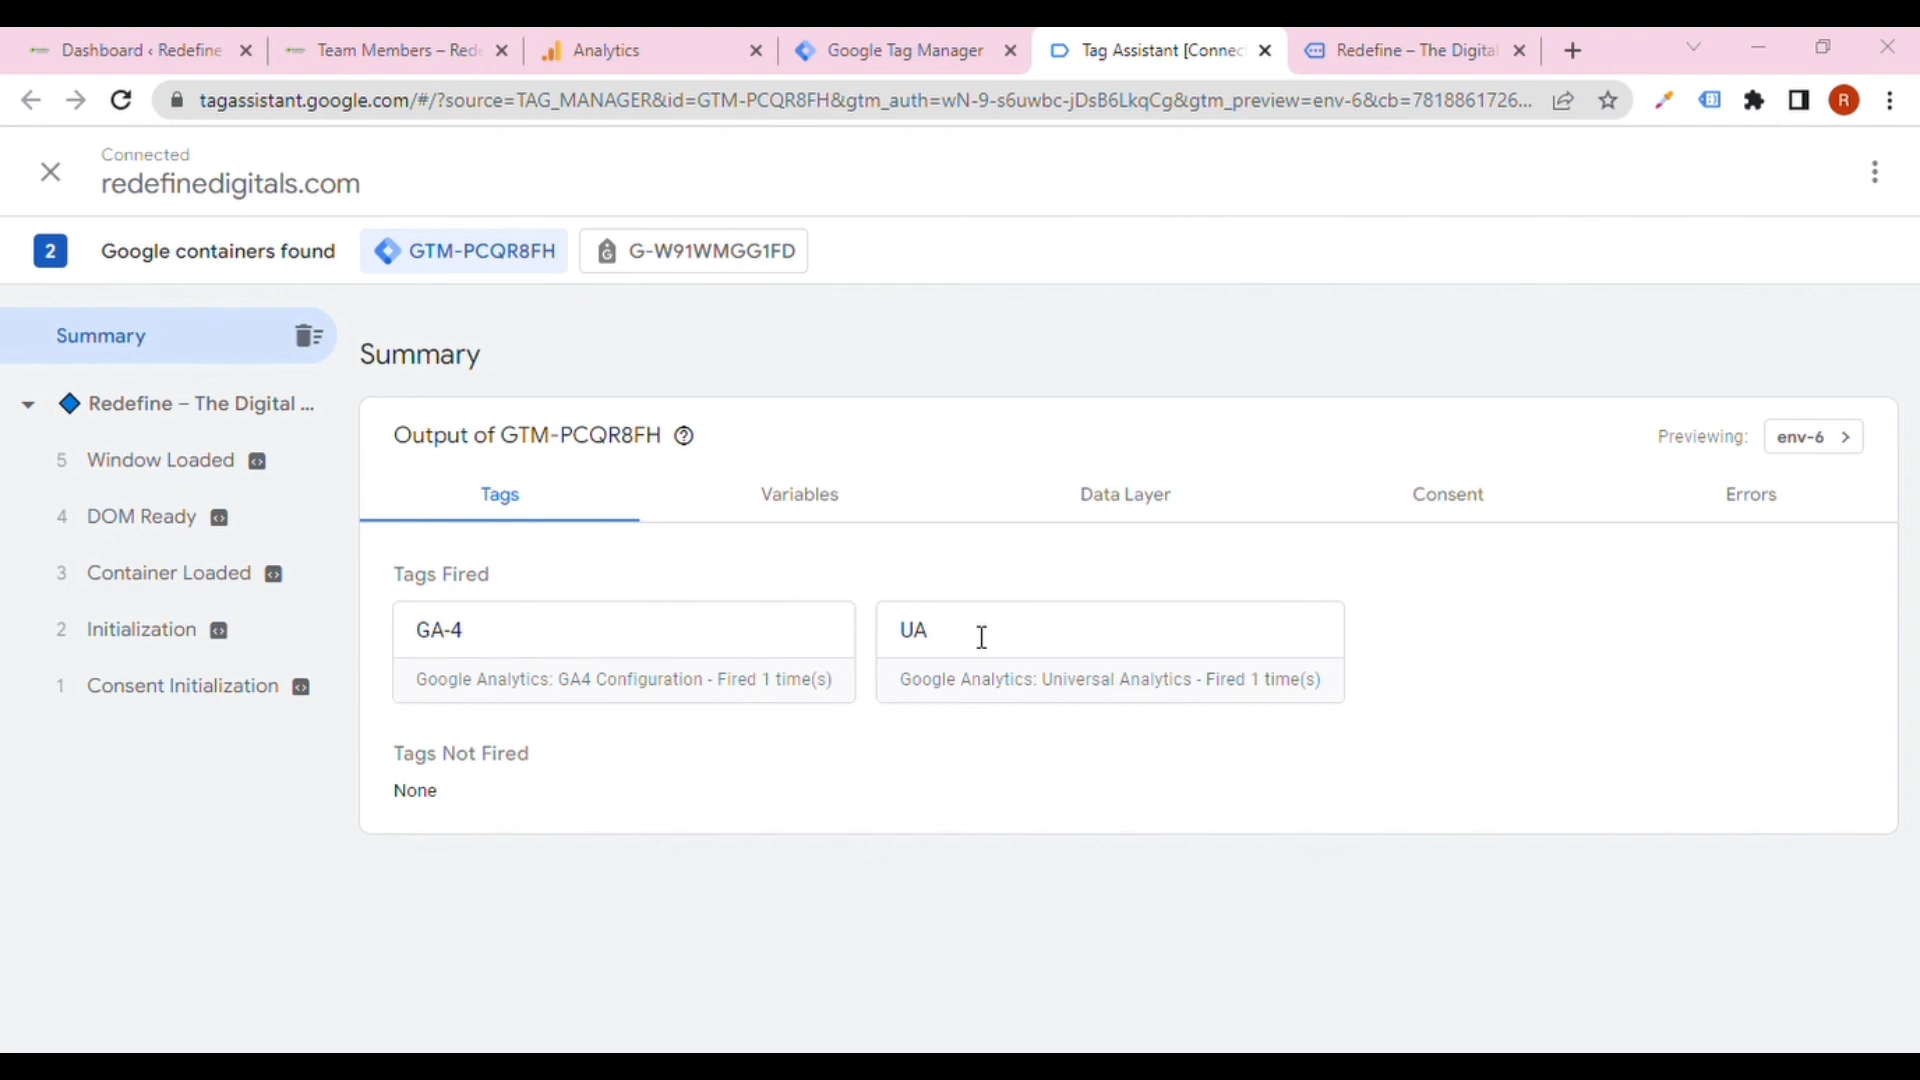 Dashboard ‹ Redefine
Team Members – Red
Analytics
Google Tag Manager
Tag Assistant [Connec
Redefine – The Digital
tagassistant.google.com/#/?source=TAG_MANAGER&id=GTM-PCQR8FH&gtm_auth=wN-9-s6uwbc-jDsB6LkqCg&gtm_preview=env-6&cb=7818861726...
R
Connected
redefinedigitals.com
2 Google containers found GTM-PCQR8FH G-W91WMGG1FD
Summary
Redefine – The Digital ...
5 Window Loaded
4 DOM Ready
3 Container Loaded
2 Initialization
1 Consent Initialization
Summary
Output of GTM-PCQR8FH
Previewing: env-6
Tags Variables Data Layer Consent Errors
Tags Fired
GA-4
Google Analytics: GA4 Configuration - Fired 1 time(s)
UA
Google Analytics: Universal Analytics - Fired 1 time(s)
Tags Not Fired
None